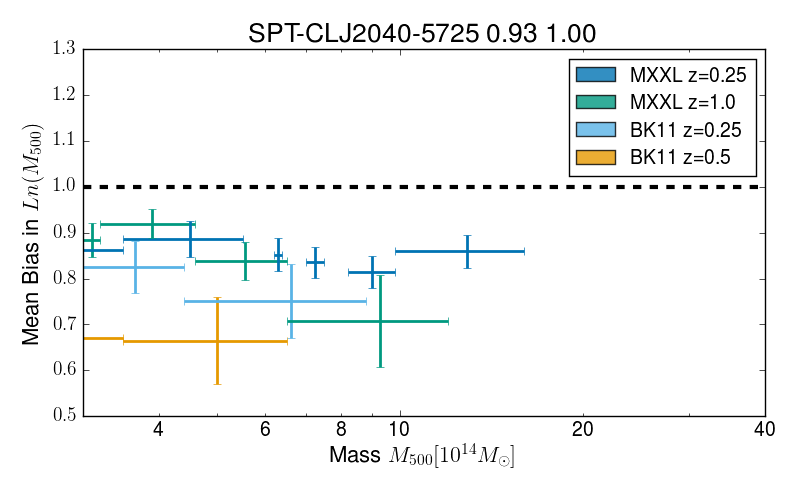 SPT-CLJ2040-5725 0.93 1.00
1.3
1.2
1.1
1.0
0.9
0.8
0.7
0.6
0.5
Mean Bias in Ln(M₅₀₀)
MXXL z=0.25
MXXL z=1.0
BK11 z=0.25
BK11 z=0.5
4 6 8 10 20 40
Mass M₅₀₀[10¹⁴M☉]